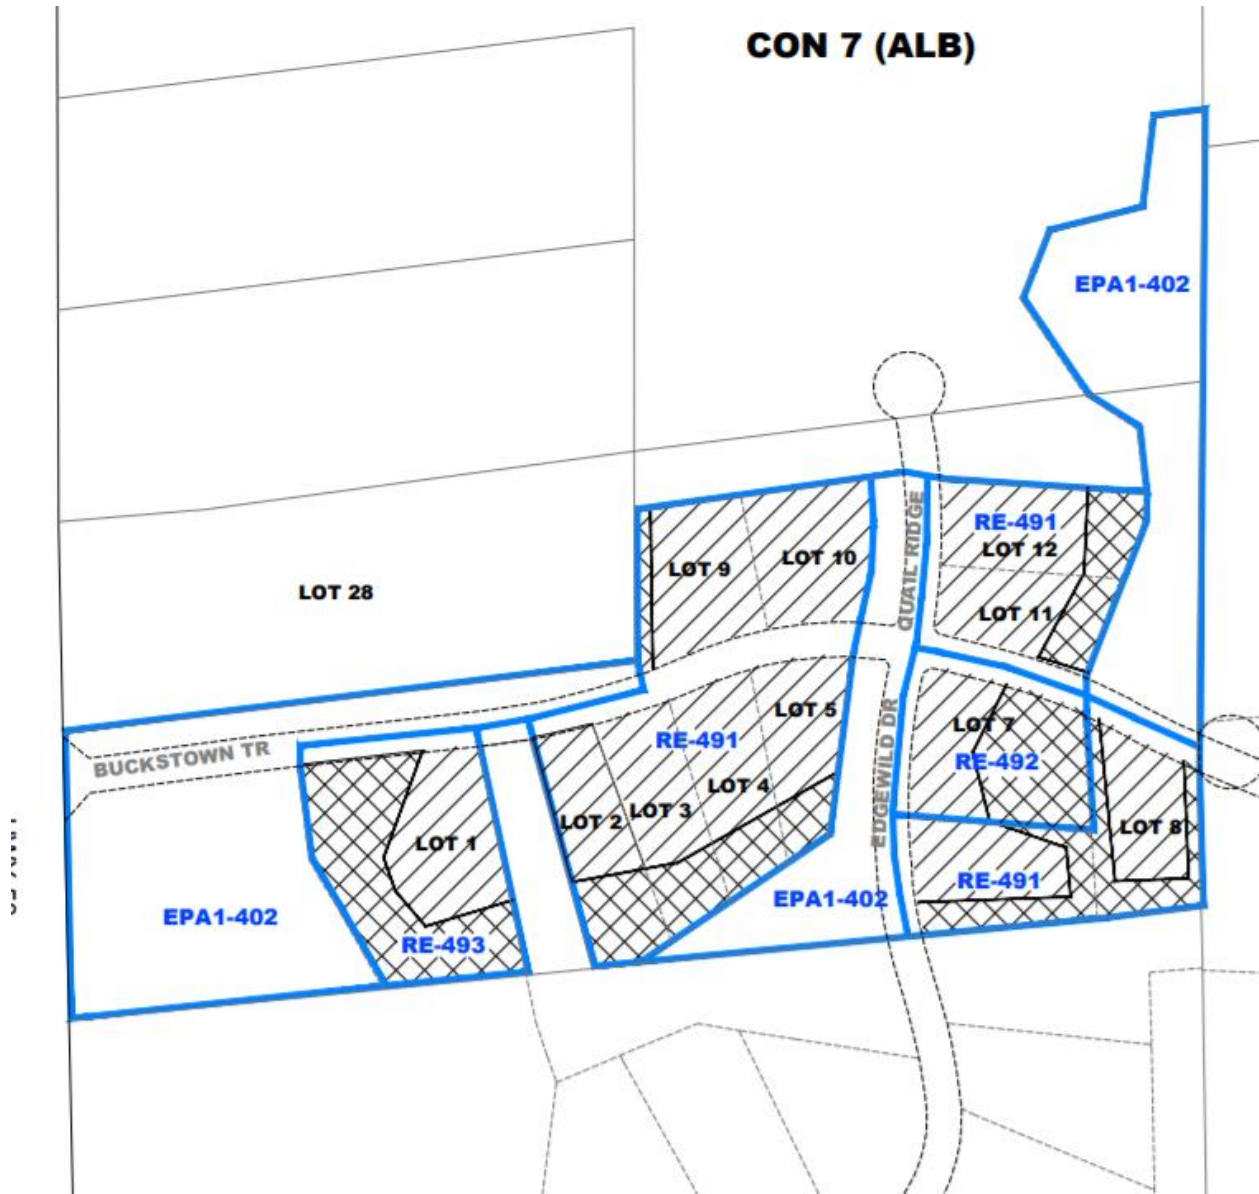 CON 7 (ALB)
EPA1-402
QUAIL RIDGE
RE-491
LOT 12
LOT 9
LOT 10
LOT 28
LOT 11
LOT 5
LOT 7
RE-491
BUCKSTOWN TR
EDGEWILD DR
RE-492
LOT 4
LOT 3
LOT 2
LOT 8
LOT 1
RE-491
EPA1-402
EPA1-402
RE-493